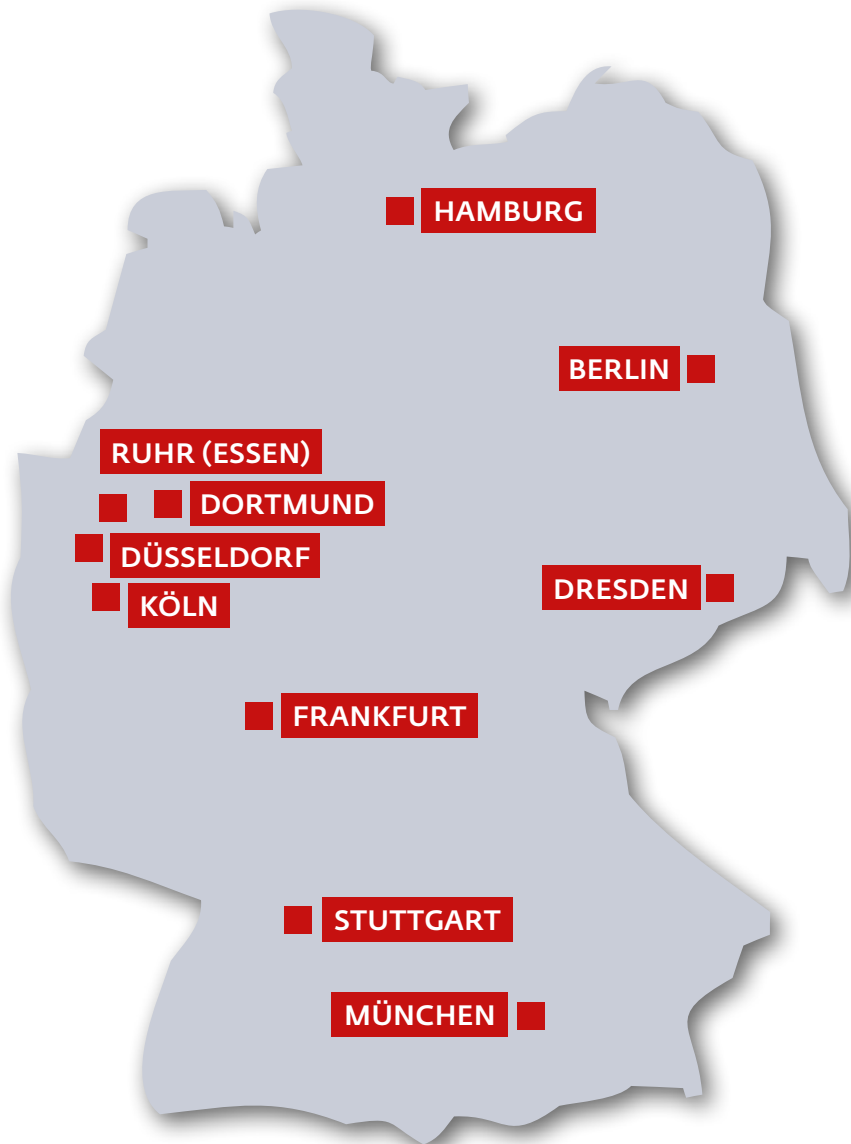 HAMBURG
BERLIN
RUHR (ESSEN)
DORTMUND
DÜSSELDORF
KÖLN
DRESDEN
FRANKFURT
STUTTGART
MÜNCHEN